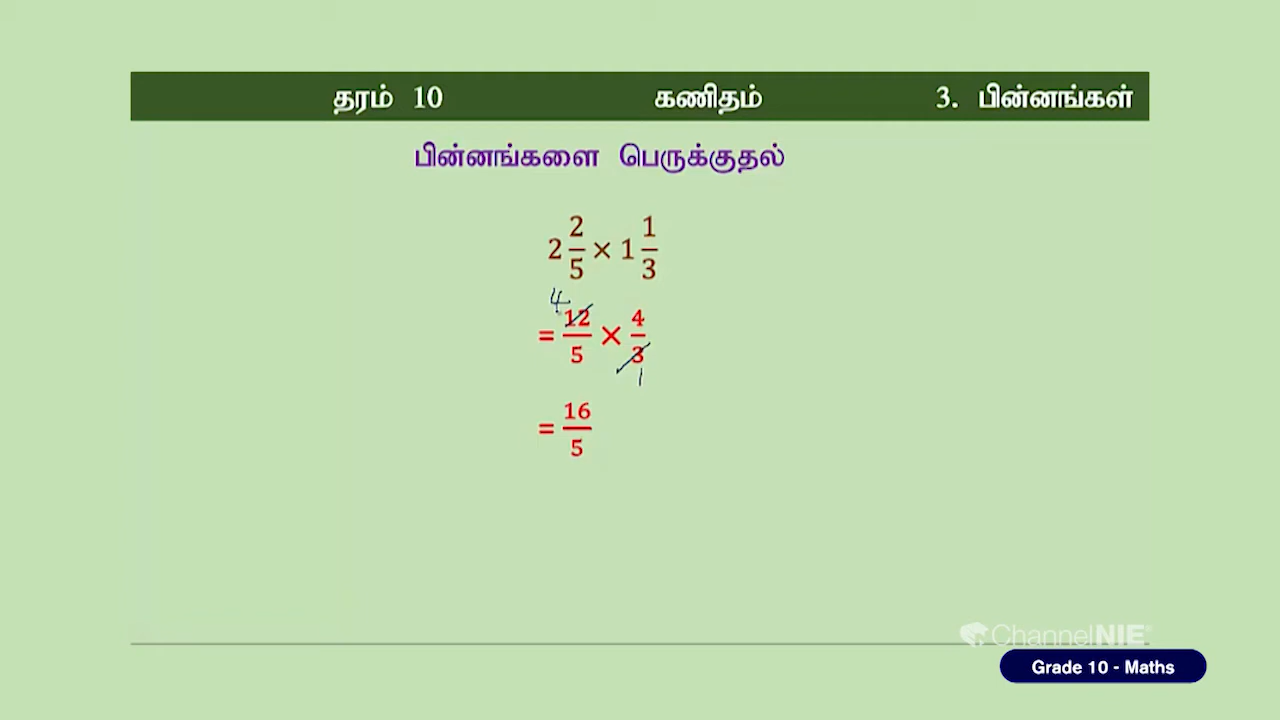 தரம் 10 கணிதம் 3. பின்னங்கள்
பின்னங்களை பெருக்குதல்
2 2/5 × 1 1/3
4
= 12/5 × 4/3
1
= 16/5
ChannelNIE
Grade 10 - Maths